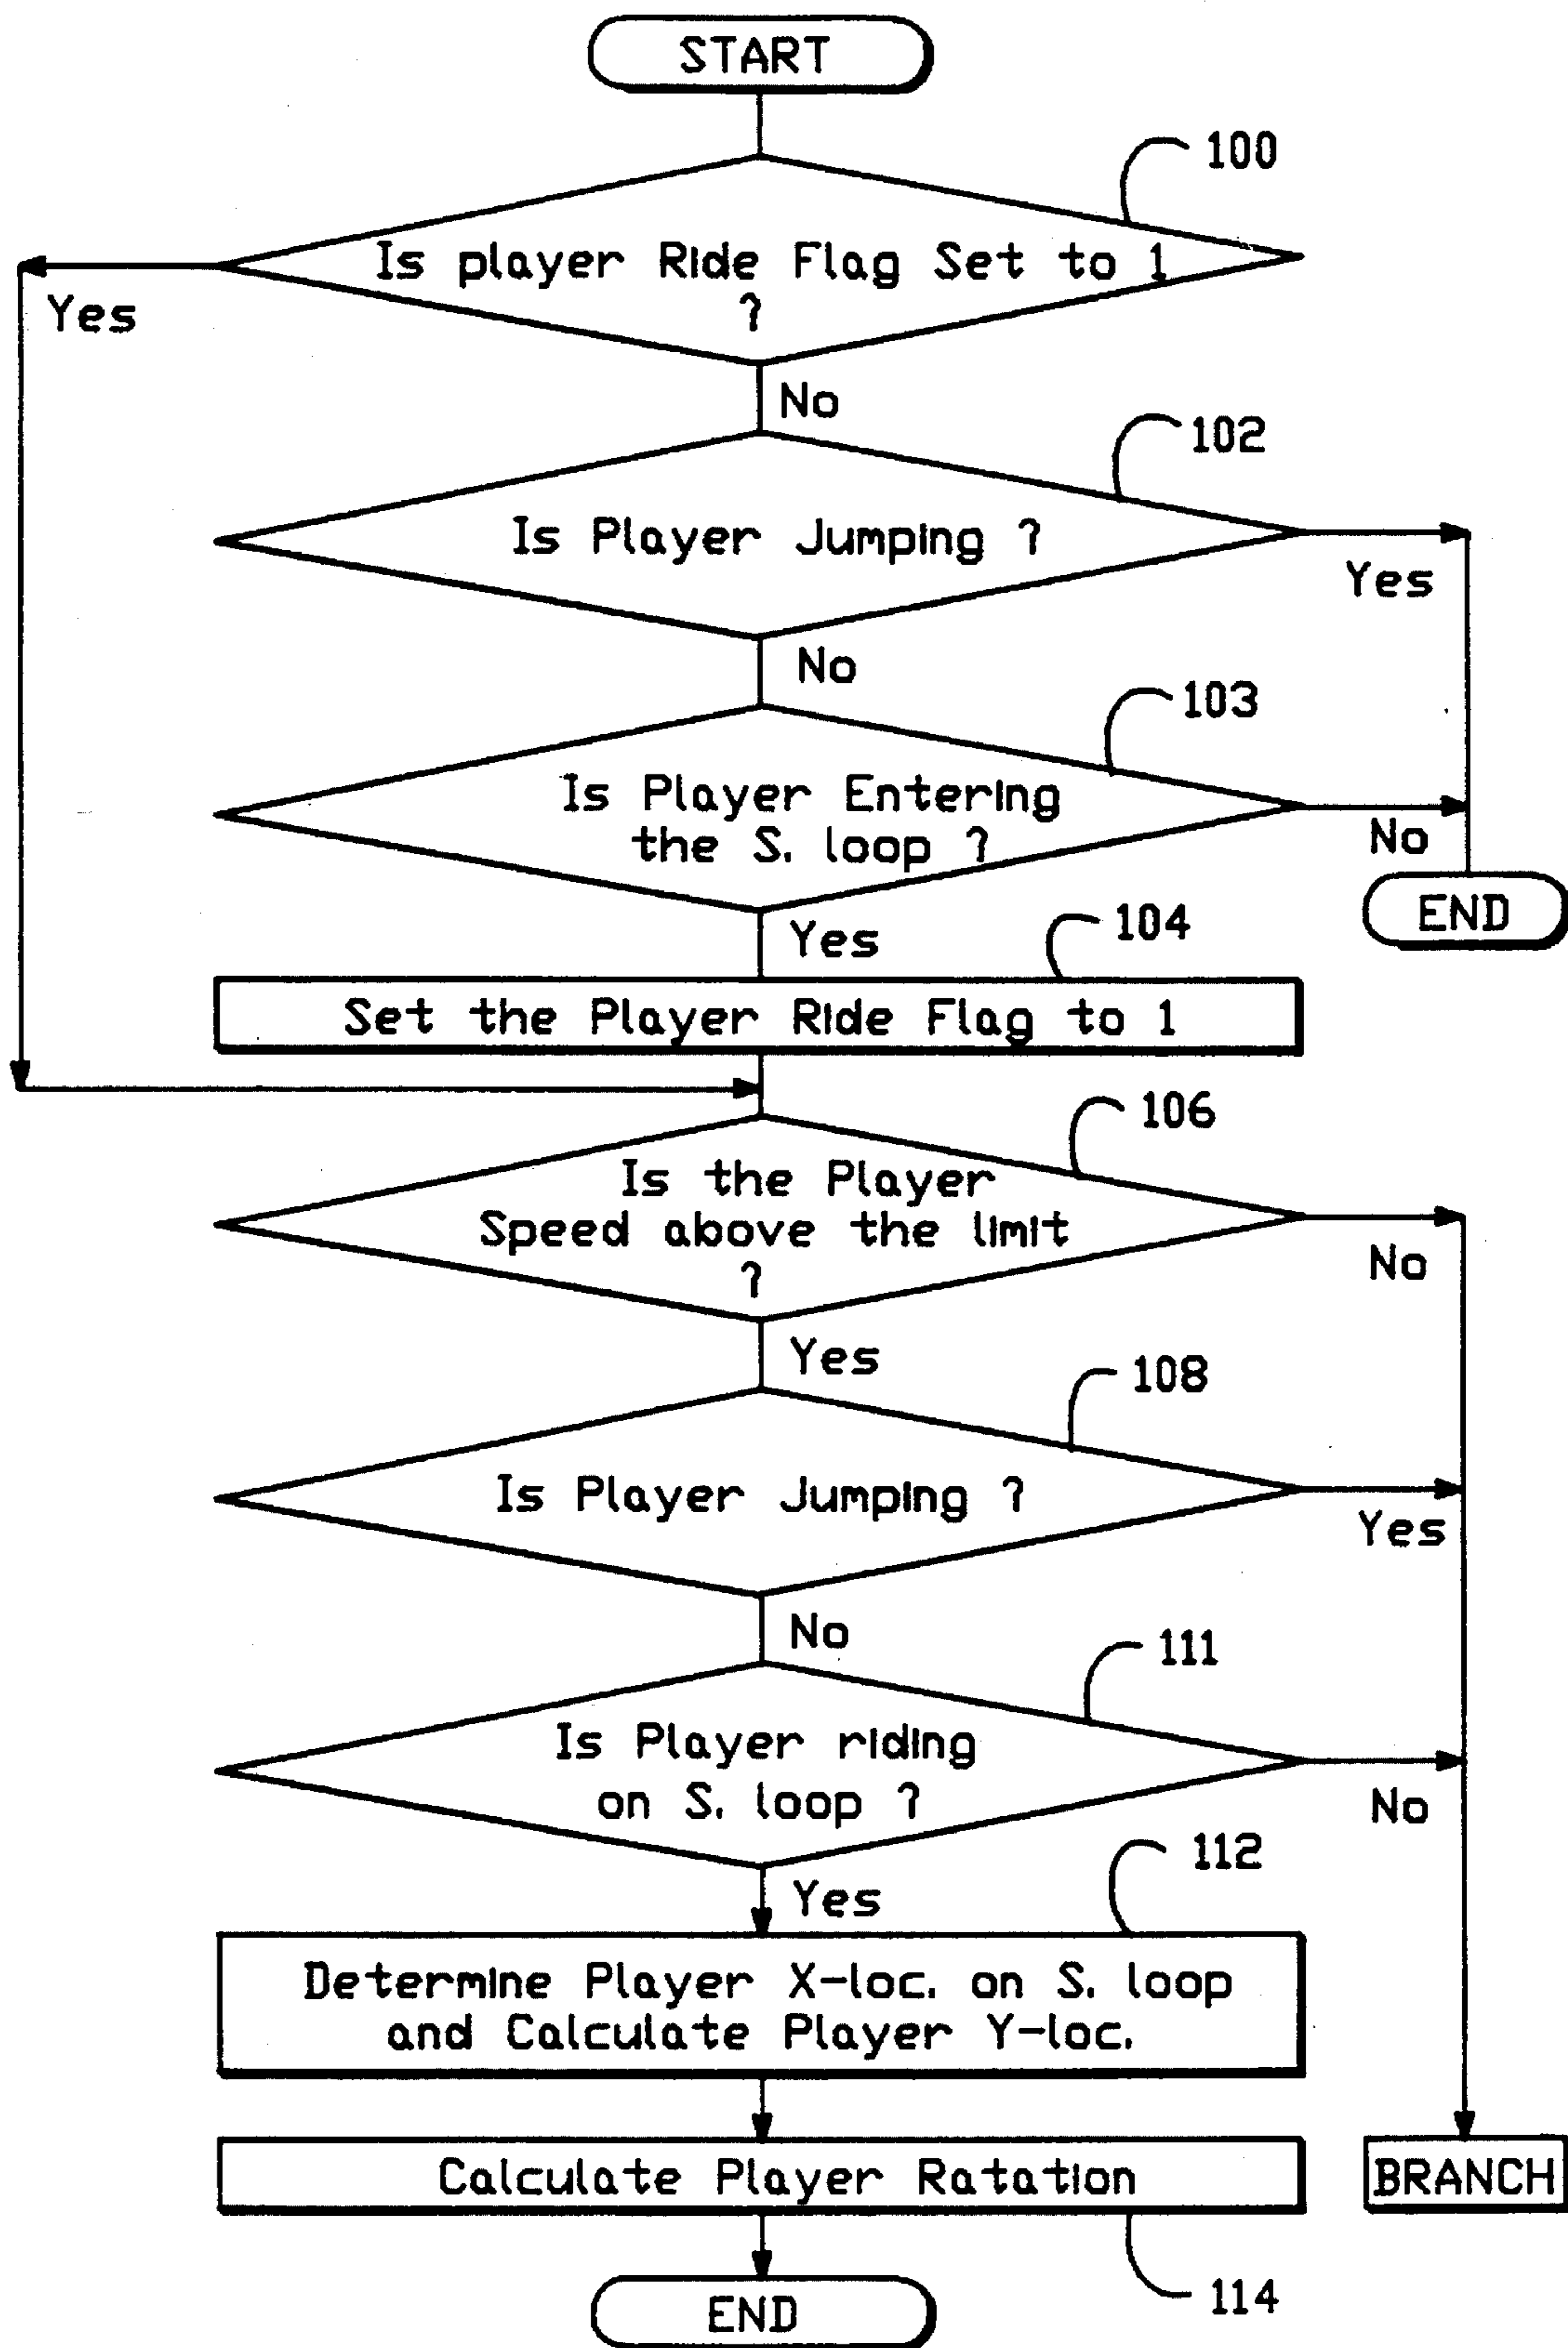 START
100
Is player Ride Flag Set to 1
?
Yes
No
102
Is Player Jumping ?
Yes
No
103
Is Player Entering
the S. loop ?
No
END
Yes
104
Set the Player Ride Flag to 1
106
Is the Player
Speed above the limit
?
No
Yes
108
Is Player Jumping ?
Yes
No
111
Is Player riding
on S. loop ?
No
112
Yes
Determine Player X-loc. on S. loop
and Calculate Player Y-loc.
Calculate Player Ratation
BRANCH
114
END